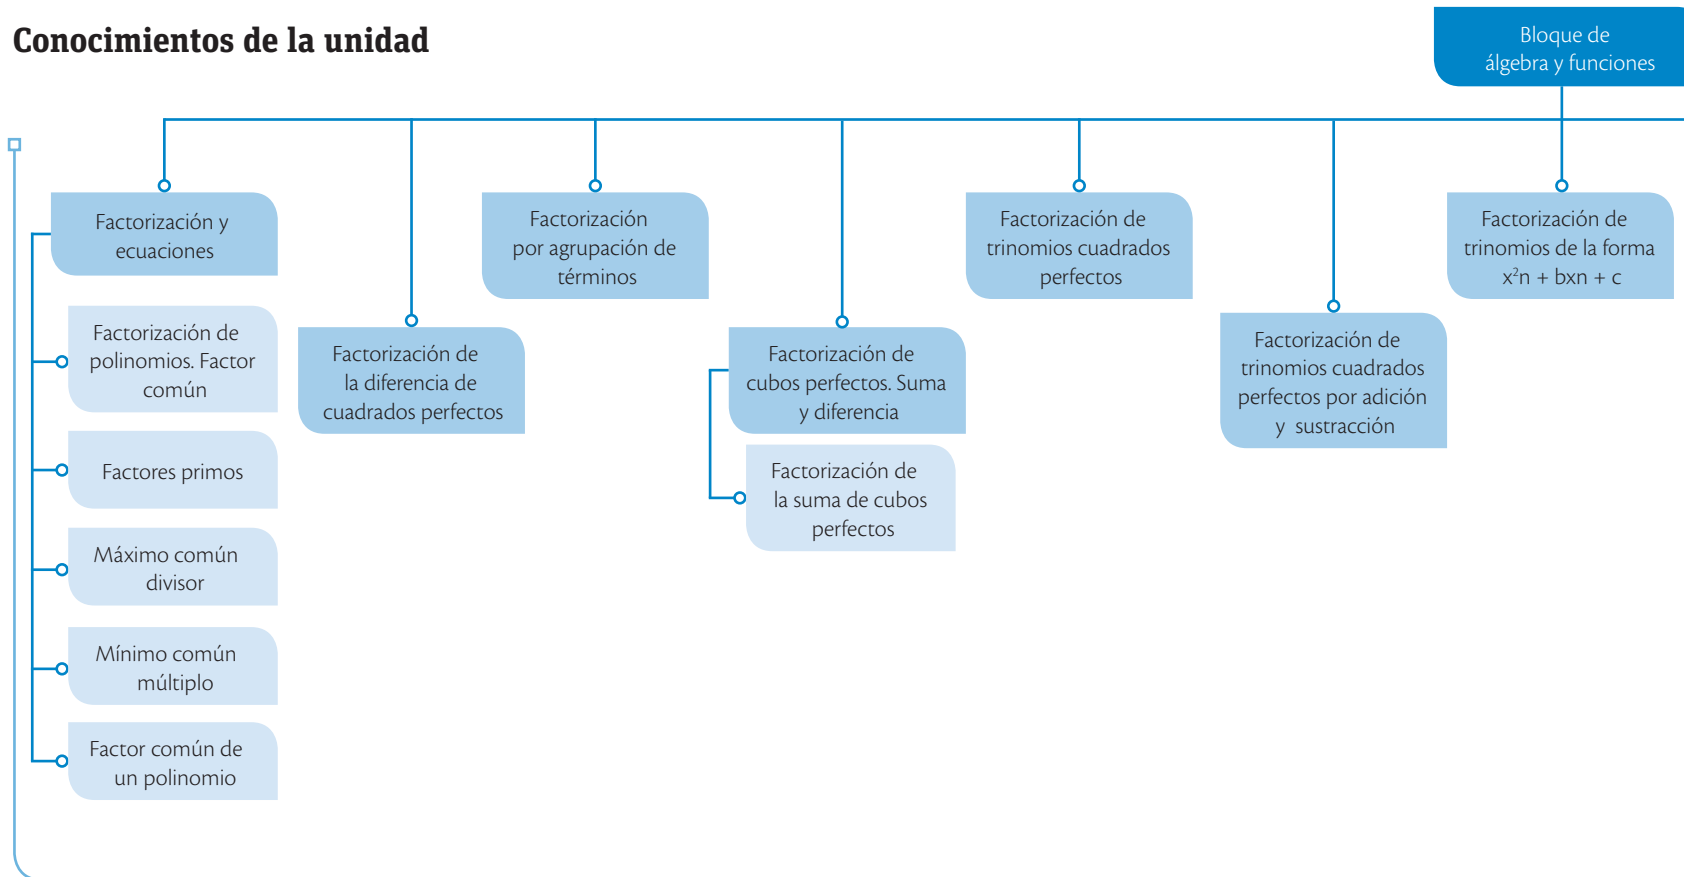 Conocimientos de la unidad
Bloque de
álgebra y funciones
Factorización y
ecuaciones
Factorización de
polinomios. Factor
común
Factores primos
Máximo común
divisor
Mínimo común
múltiplo
Factor común de
un polinomio
Factorización de
la diferencia de
cuadrados perfectos
Factorización
por agrupación de
términos
Factorización de
cubos perfectos. Suma
y diferencia
Factorización de
la suma de cubos
perfectos
Factorización de
trinomios cuadrados
perfectos
Factorización de
trinomios cuadrados
perfectos por adición
y sustracción
Factorización de
trinomios de la forma
x²n + bxn + c